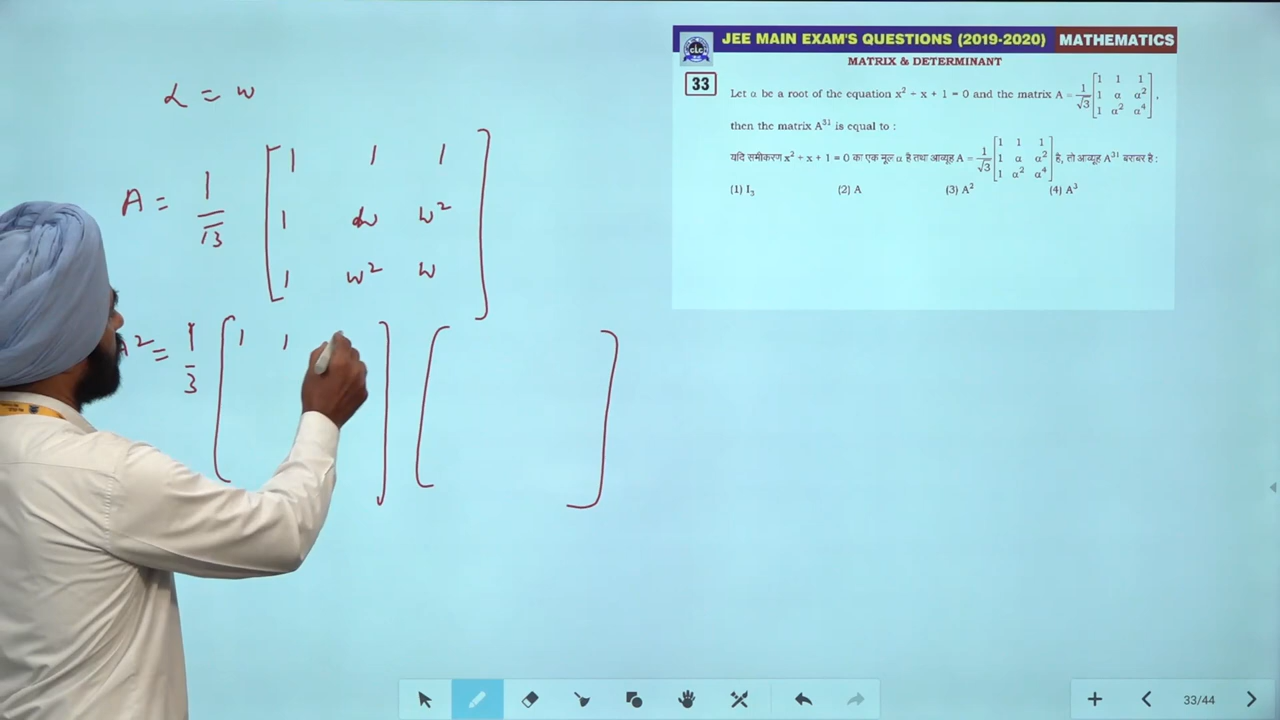 JEE MAIN EXAM'S QUESTIONS (2019-2020) MATHEMATICS
MATRIX & DETERMINANT
33
Let α be a root of the equation x² + x + 1 = 0 and the matrix A = 1/√3 [1 1 1; 1 α α²; 1 α² α⁴],
then the matrix A³¹ is equal to :
यदि समीकरण x² + x + 1 = 0 का एक मूल α है तथा आव्यूह A = 1/√3 [1 1 1; 1 α α²; 1 α² α⁴] है, तो आव्यूह A³¹ बराबर है :
(1) I₃ (2) A (3) A² (4) A³
α = w
A = 1/√3 [1 1 1
1 w w²
1 w² w]
A² = 1/3 [1 1
33/44